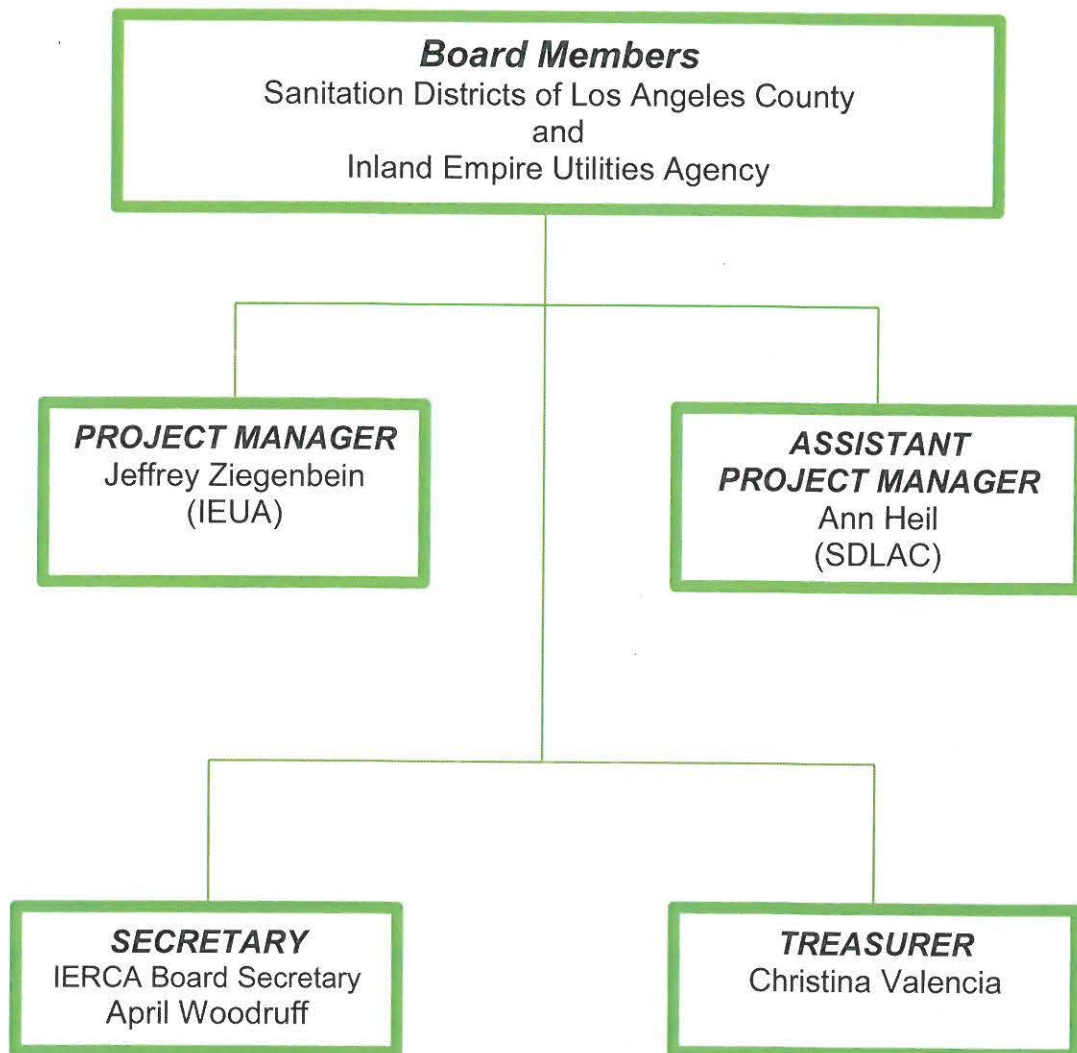 Board Members
Sanitation Districts of Los Angeles County
and
Inland Empire Utilities Agency
PROJECT MANAGER
Jeffrey Ziegenbein
(IEUA)
ASSISTANT
PROJECT MANAGER
Ann Heil
(SDLAC)
SECRETARY
IERCA Board Secretary
April Woodruff
TREASURER
Christina Valencia